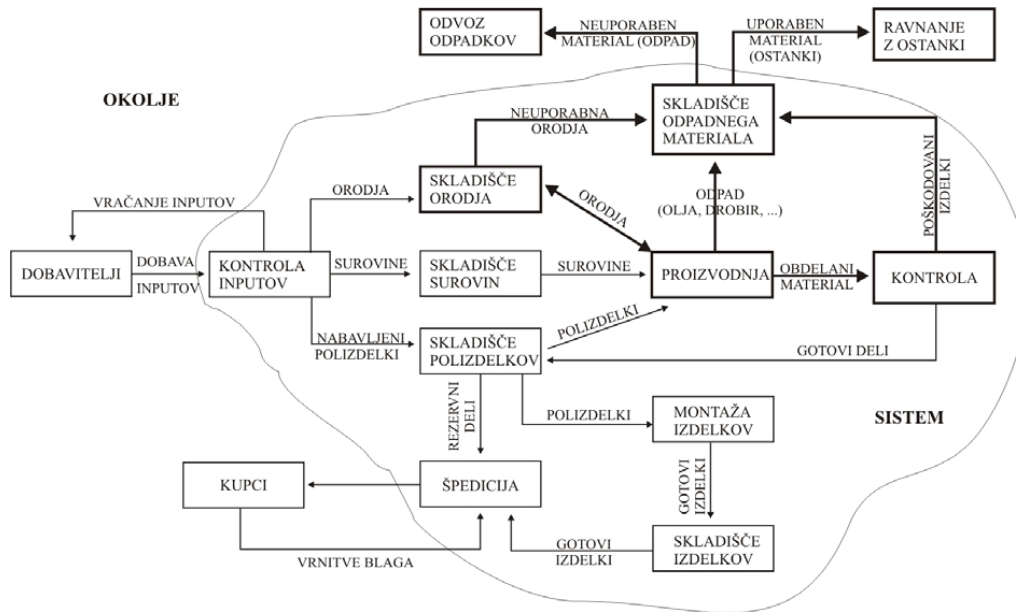 ODVOZ
ODPADKOV
NEUPORABEN
MATERIAL (ODPAD)
UPORABEN
MATERIAL
(OSTANKI)
RAVNANJE
Z OSTANKI
OKOLJE
NEUPORABNA
ORODJA
SKLADIŠČE
ODPADNEGA
MATERIALA
POŠKODOVANI
IZDELKI
VRAČANJE INPUTOV
ORODJA
SKLADIŠČE
ORODJA
ORODJA
ODPAD
(OLJA, DROBIR, ...)
DOBAVITELJI
DOBAVA
INPUTOV
KONTROLA
INPUTOV
SUROVINE
SKLADIŠČE
SUROVIN
SUROVINE
PROIZVODNJA
OBDELANI
MATERIAL
KONTROLA
NABAVLJENI
POLIZDELKI
SKLADIŠČE
POLIZDELKOV
POLIZDELKI
GOTOVI DELI
REZERVNI
DELI
POLIZDELKI
MONTAŽA
IZDELKOV
SISTEM
GOTOVI
IZDELKI
KUPCI
ŠPEDICIJA
GOTOVI
IZDELKI
SKLADIŠČE
IZDELKOV
VRNITVE BLAGA